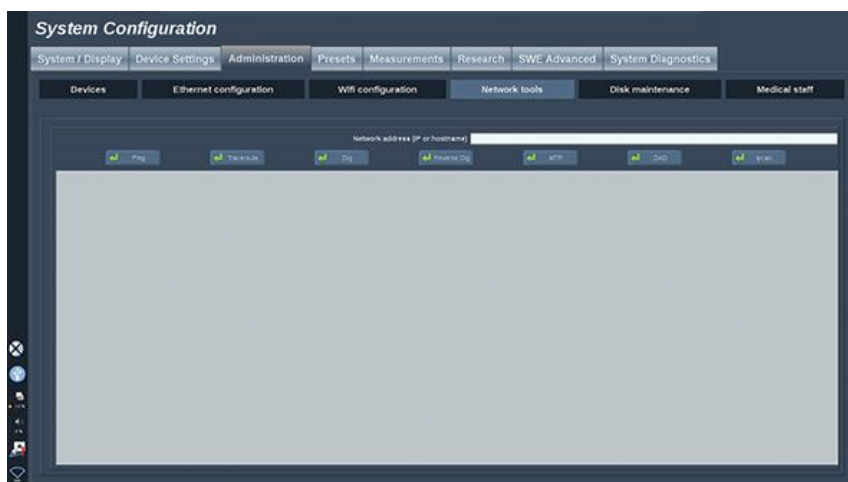 System Configuration
System / Display Device Settings Administration Presets Measurements Research SWE Advanced System Diagnostics
Devices Ethernet configuration Wifi configuration Network tools Disk maintenance Medical staff
Network address (IP or hostname)
Ping Traceroute Dig Reverse Dig MTR DAD